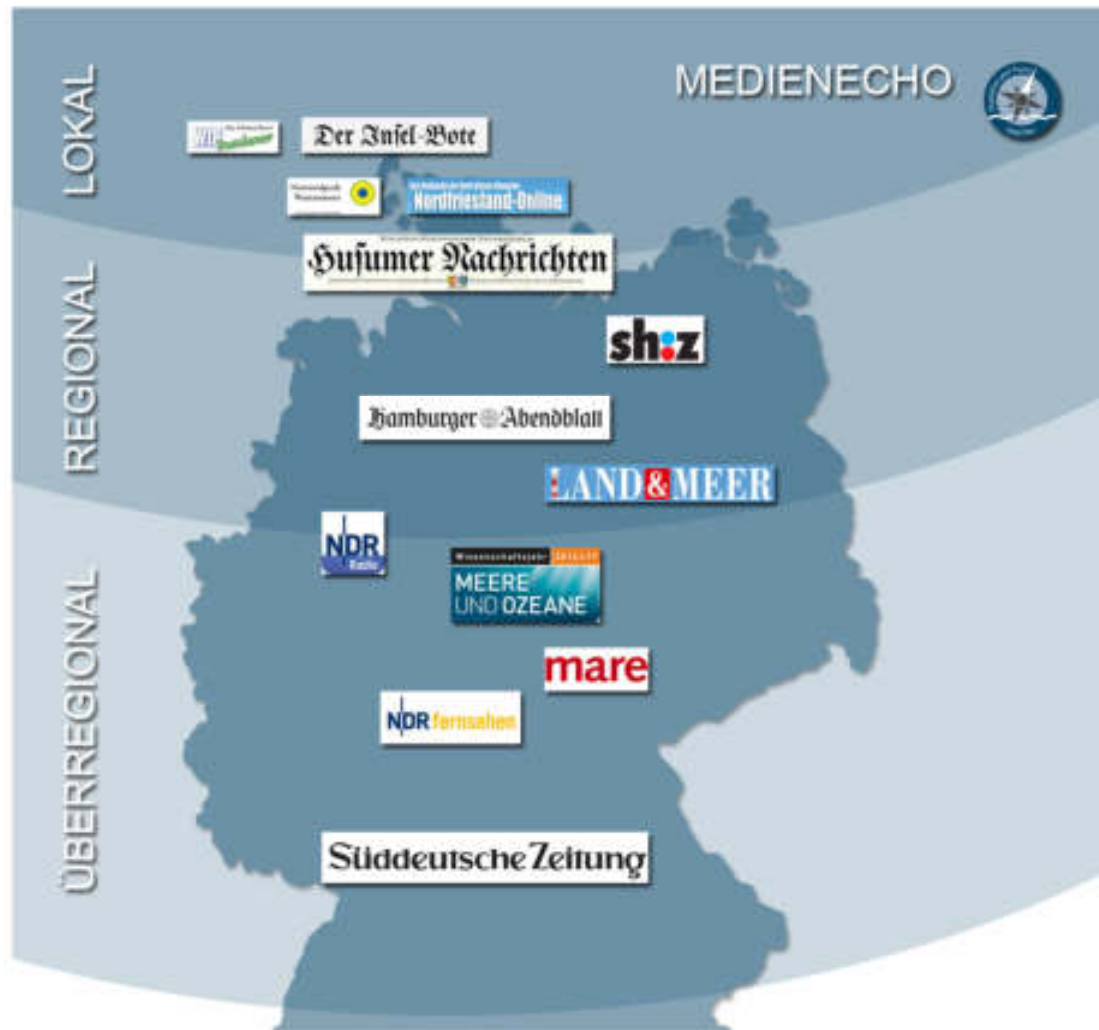 MEDIENECHO
LOKAL
Der Insel-Bote
Nordfriesland-Online
Husumer Nachrichten
REGIONAL
sh:z
Hamburger Abendblatt
LAND & MEER
NDR
Radio
Wissenschaftsjahr
MEERE
UND OZEANE
mare
ÜBERREGIONAL
NDR fernsehen
Süddeutsche Zeitung